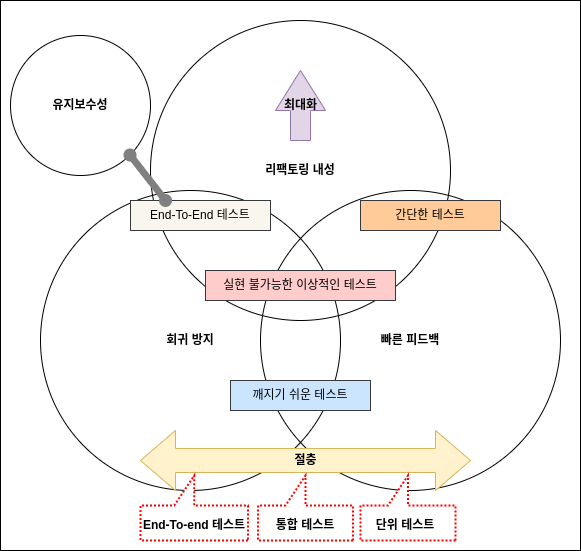 유지보수성
최대화
리팩토링 내성
End-To-End 테스트
간단한 테스트
실현 불가능한 이상적인 테스트
회귀 방지
빠른 피드백
깨지기 쉬운 테스트
절충
End-To-end 테스트
통합 테스트
단위 테스트